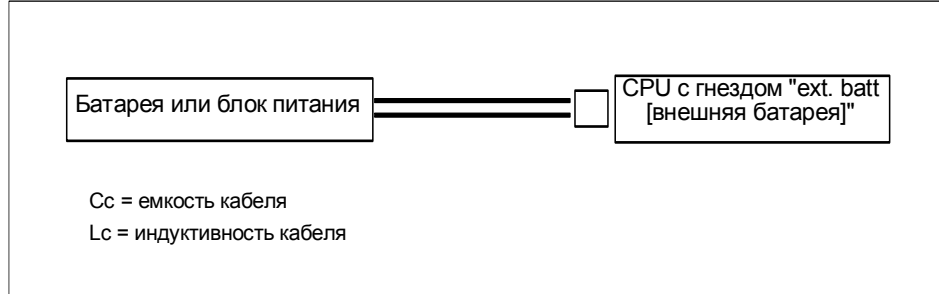 Батарея или блок питания
CPU с гнездом "ext. batt
[внешняя батарея]"
Cc = емкость кабеля
Lc = индуктивность кабеля